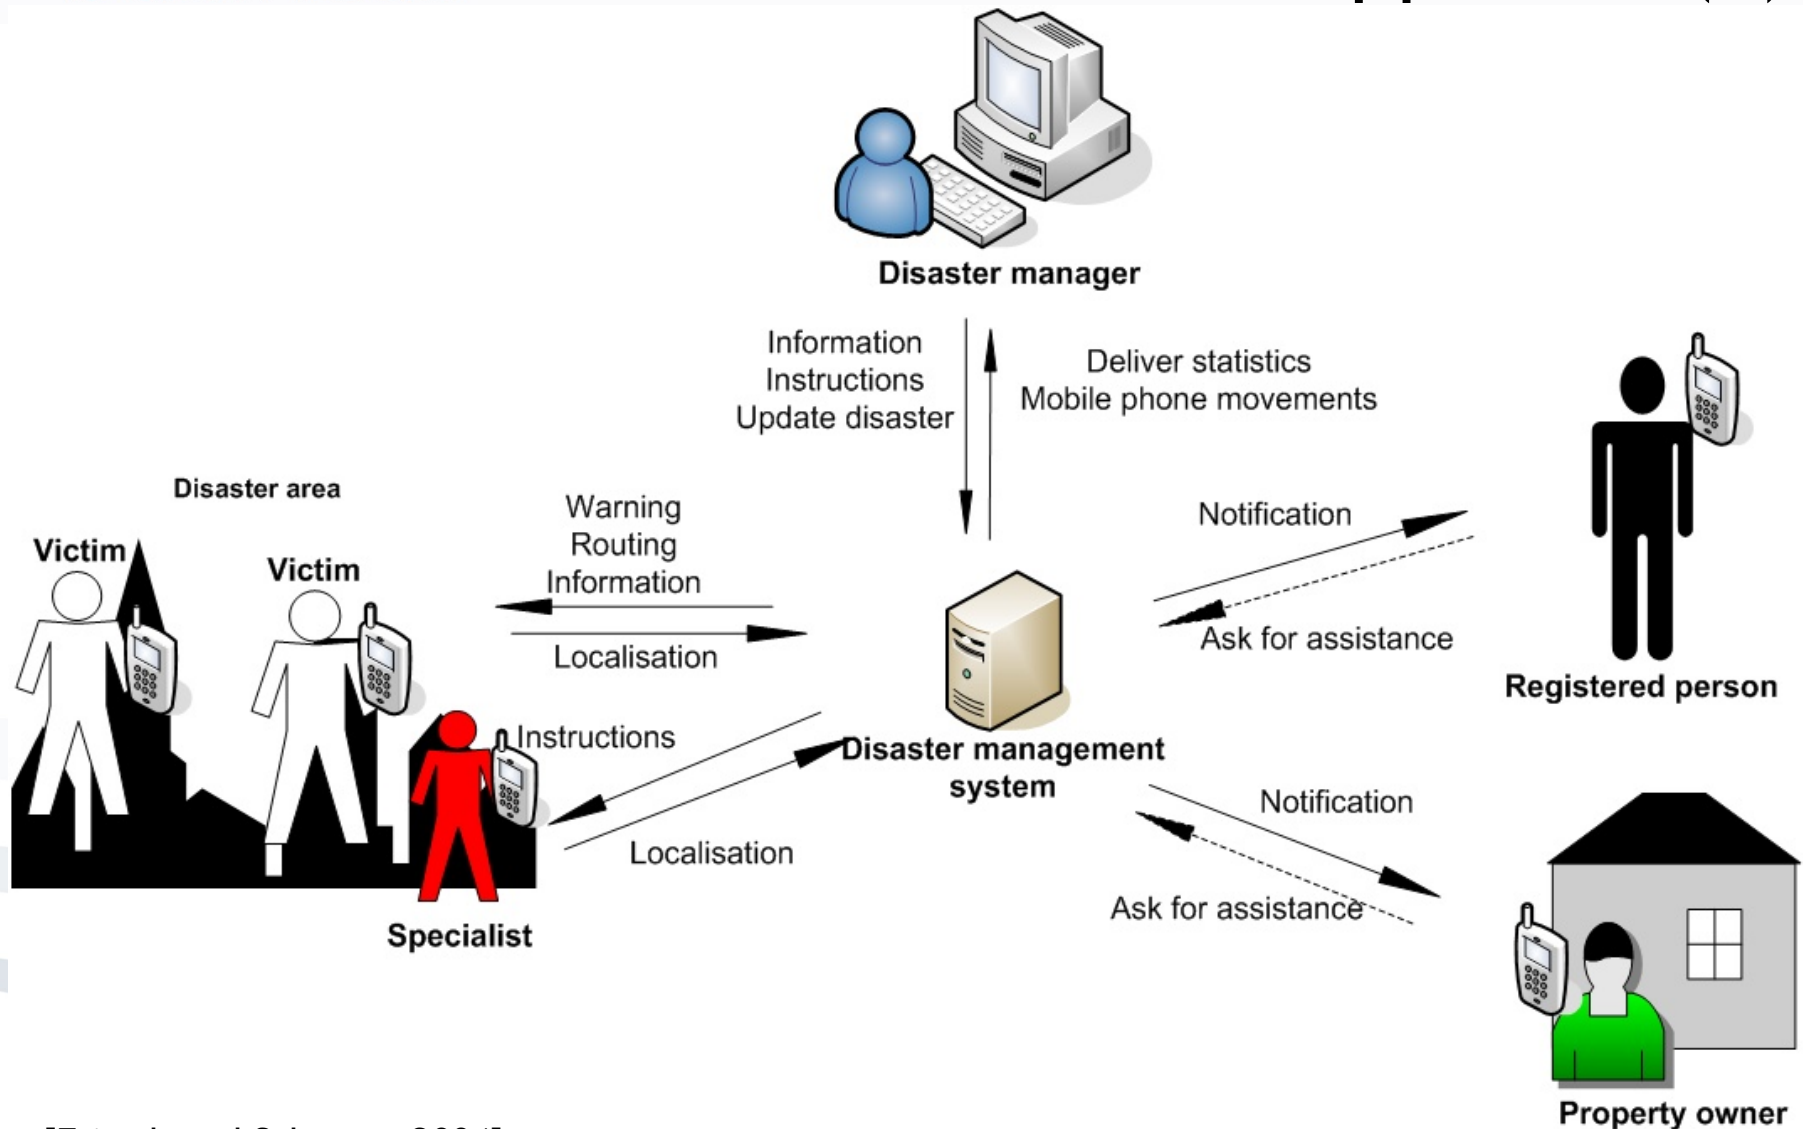 Disaster manager
Information
Instructions
Update disaster
Deliver statistics
Mobile phone movements
Disaster area
Victim
Victim
Warning
Routing
Information
Localisation
Notification
Ask for assistance
Registered person
Instructions
Localisation
Specialist
Disaster management
system
Notification
Ask for assistance
Property owner